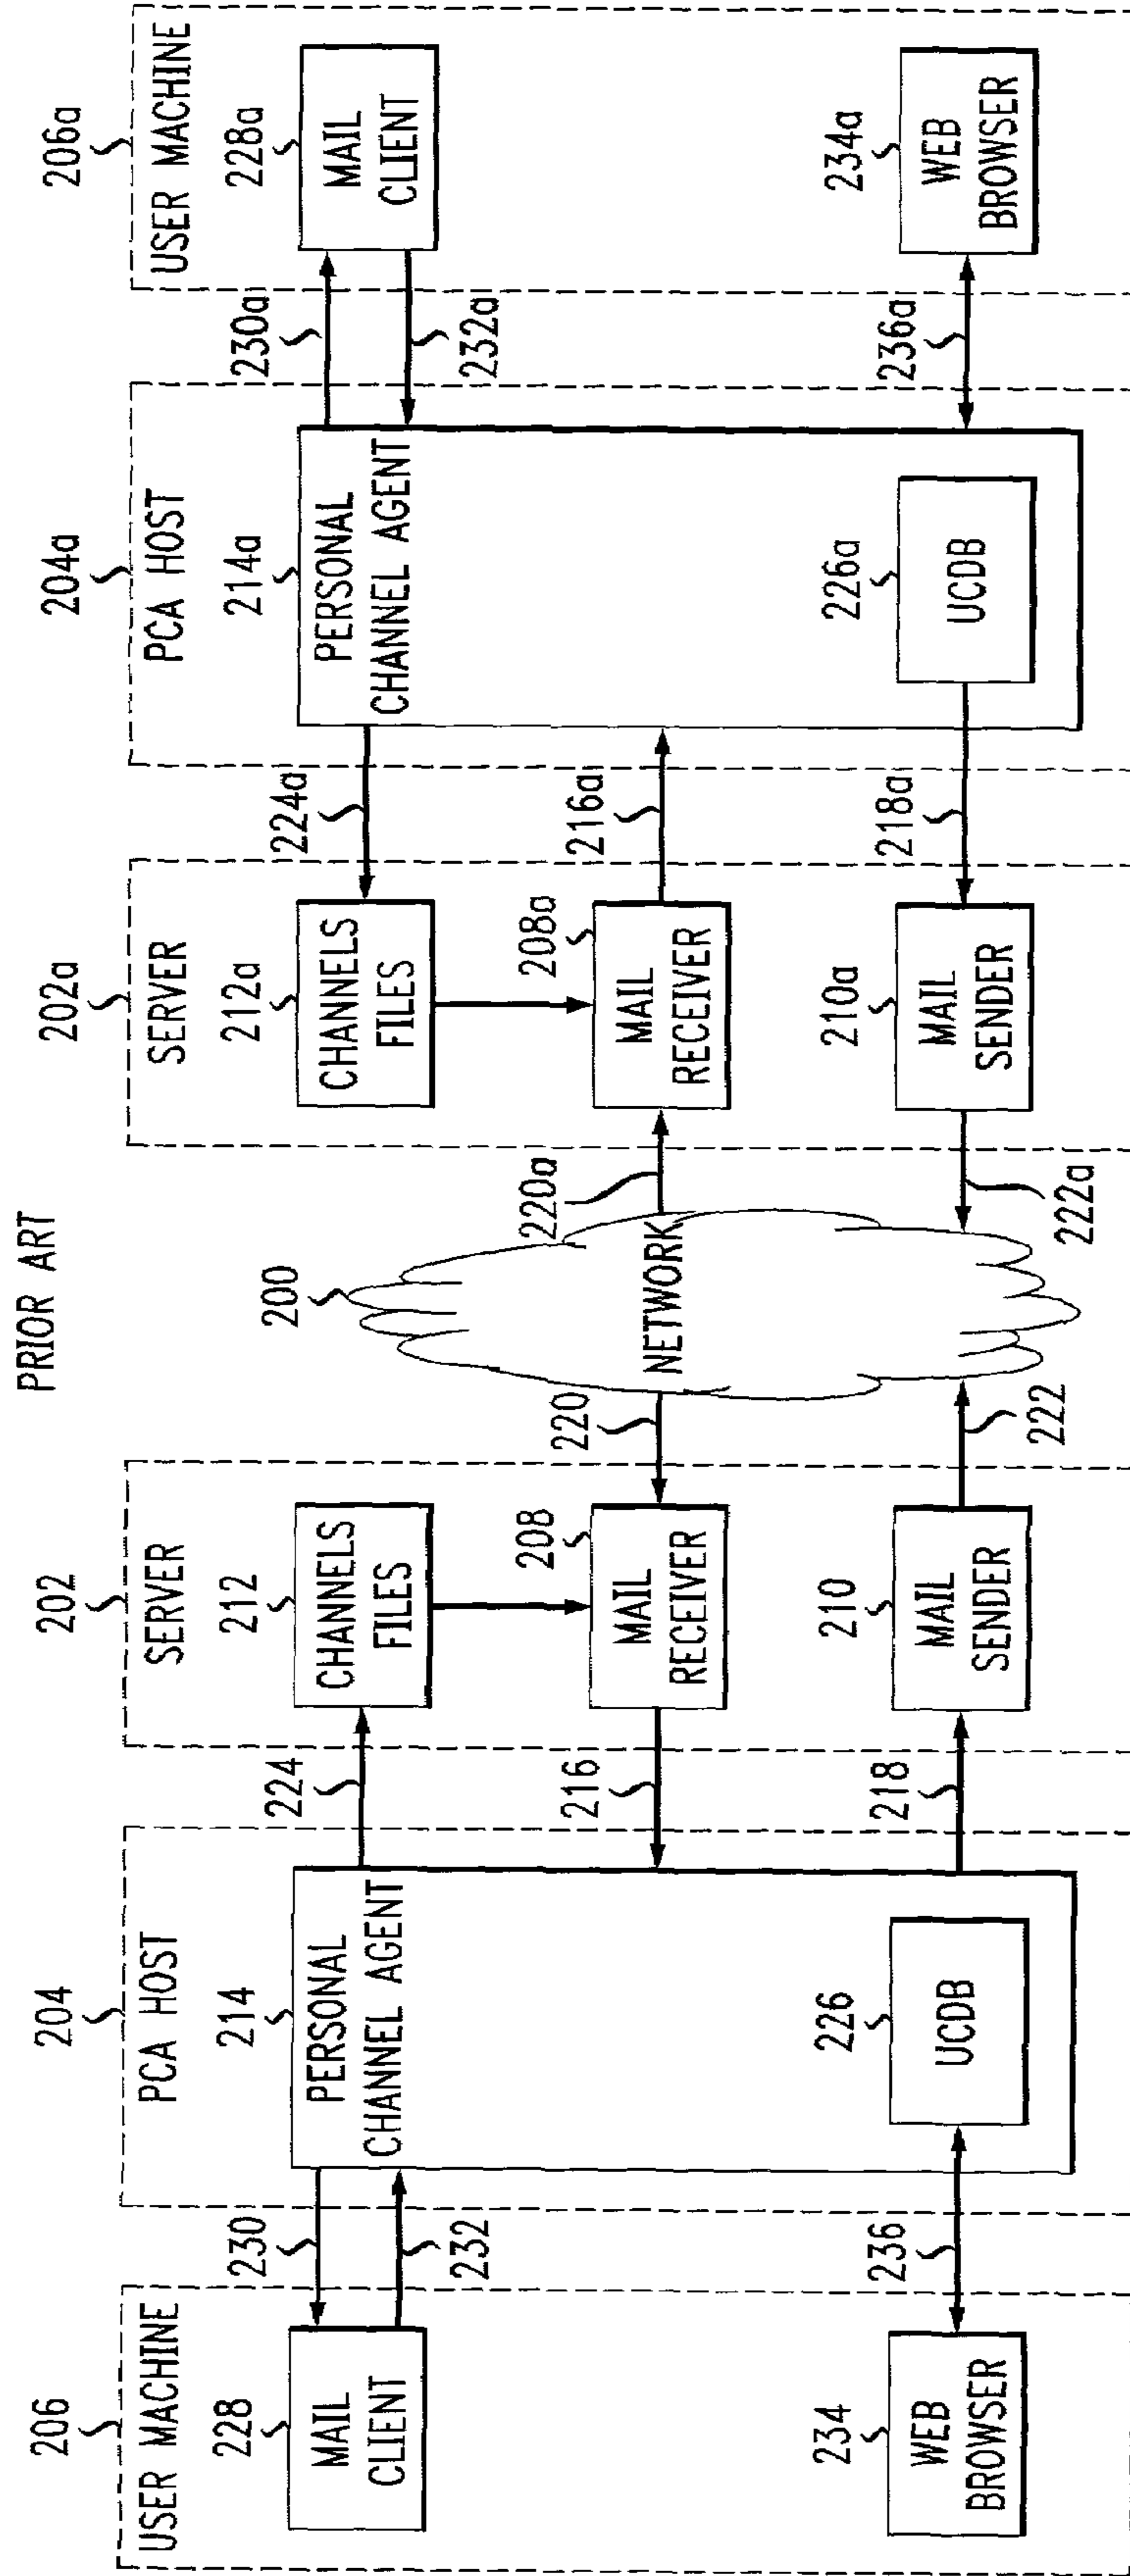 PRIOR ART
206
USER MACHINE
228
MAIL
CLIENT
230
232
234
WEB
BROWSER
236
204
PCA HOST
214
PERSONAL
CHANNEL AGENT
226
UCDB
224
216
218
202
SERVER
212
CHANNELS
FILES
208
MAIL
RECEIVER
210
MAIL
SENDER
220
222
200
NETWORK
220a
222a
202a
SERVER
212a
CHANNELS
FILES
208a
MAIL
RECEIVER
210a
MAIL
SENDER
224a
216a
218a
204a
PCA HOST
214a
PERSONAL
CHANNEL AGENT
226a
UCDB
230a
232a
236a
206a
USER MACHINE
228a
MAIL
CLIENT
234a
WEB
BROWSER